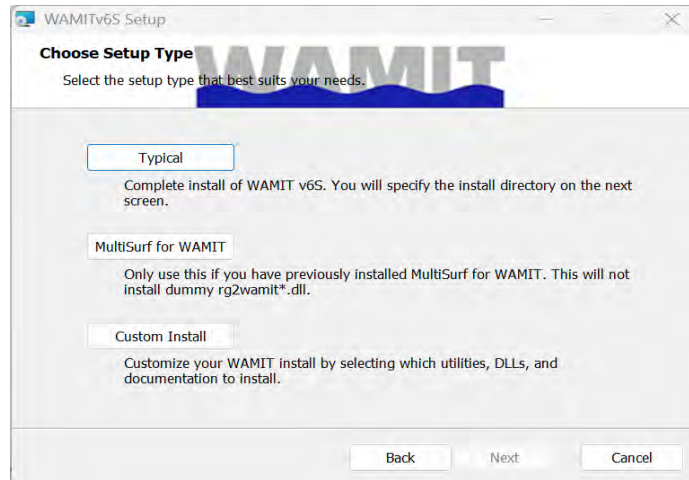 WAMITv6S Setup
Choose Setup Type
WAMIT
Select the setup type that best suits your needs.
Typical
Complete install of WAMIT v6S. You will specify the install directory on the next
screen.
MultiSurf for WAMIT
Only use this if you have previously installed MultiSurf for WAMIT. This will not
install dummy rg2wamit*.dll.
Custom Install
Customize your WAMIT install by selecting which utilities, DLLs, and
documentation to install.
Back Next Cancel